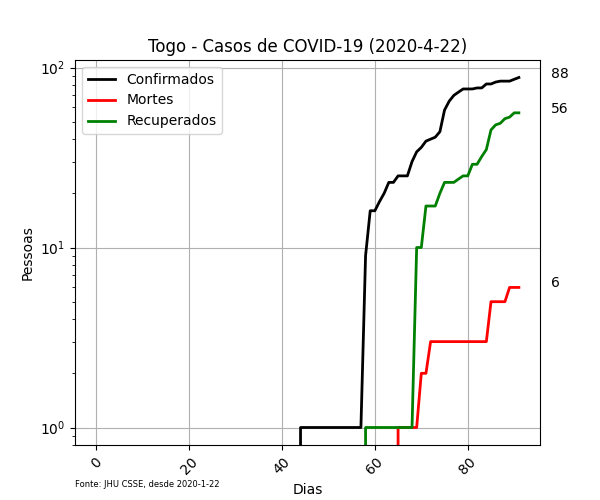 Togo - Casos de COVID-19 (2020-4-22)
10²
Confirmados
Mortes
Recuperados
88
56
10¹
6
10⁰
Pessoas
0
20
40
60
80
Dias
Fonte: JHU CSSE, desde 2020-1-22